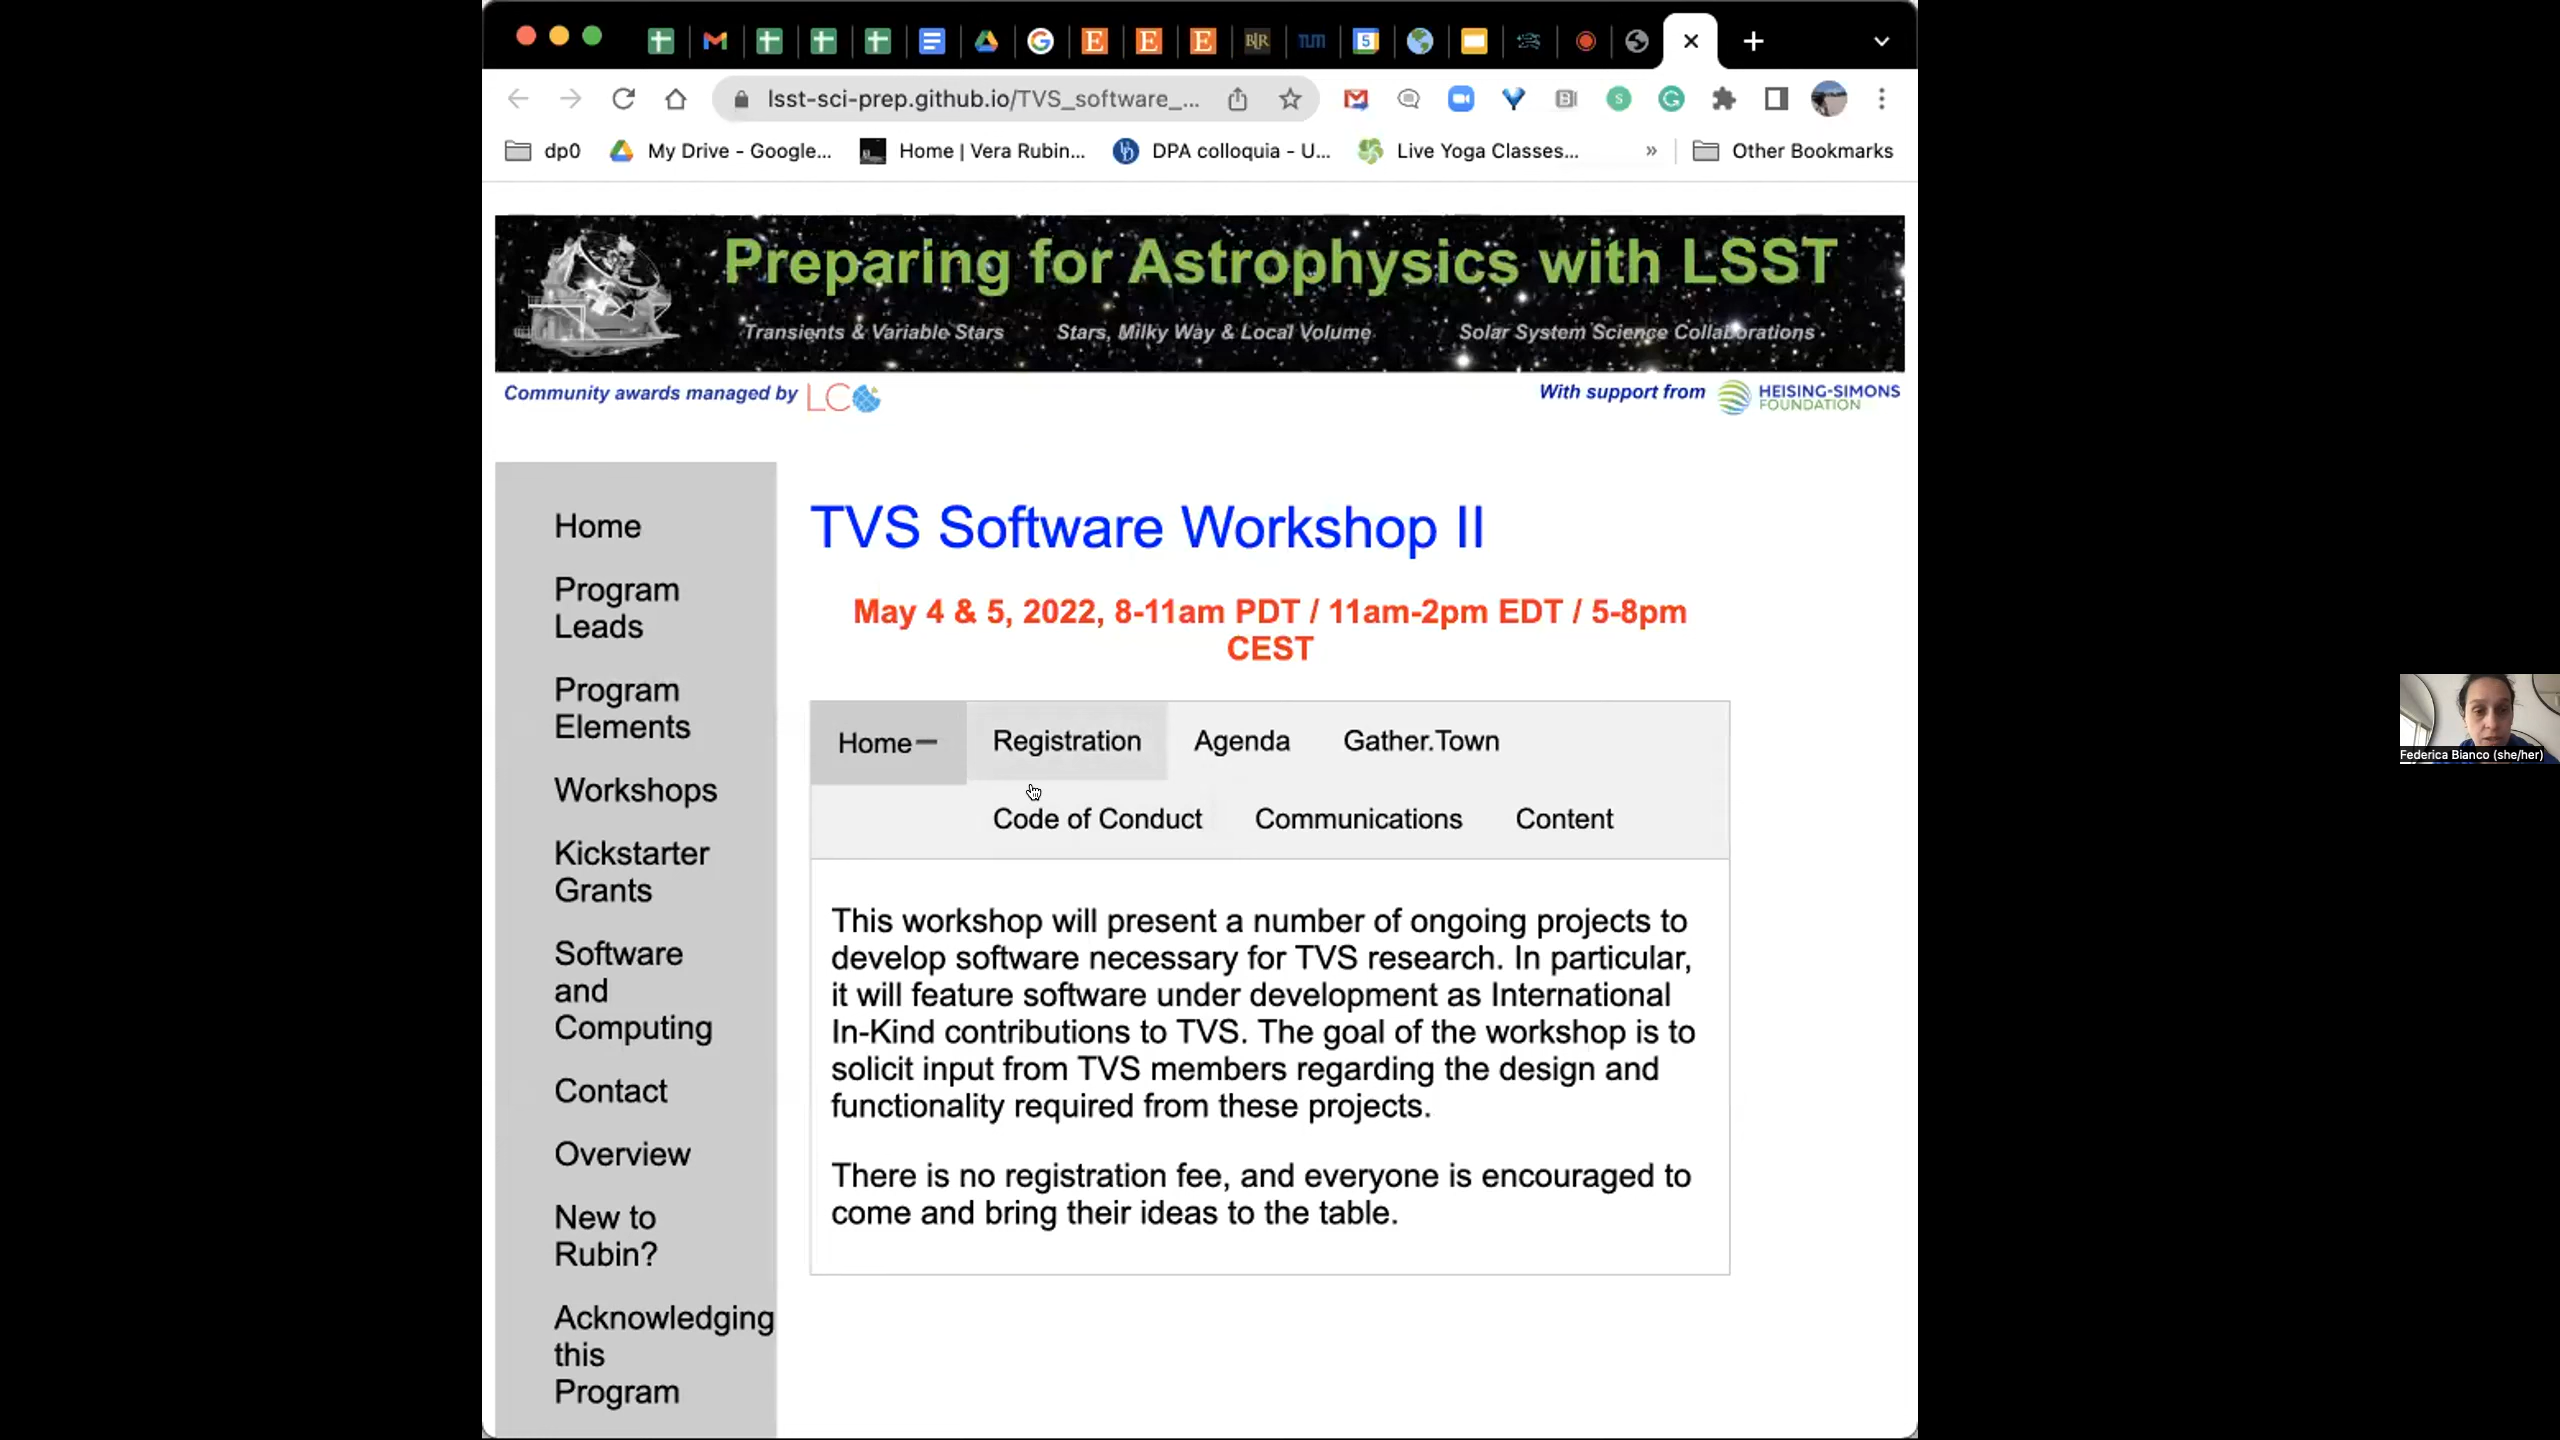 lsst-sci-prep.github.io/TVS_software_...
dp0
My Drive - Google...
Home | Vera Rubin...
DPA colloquia - U...
Live Yoga Classes...
»
Other Bookmarks
Preparing for Astrophysics with LSST
Transients & Variable Stars
Stars, Milky Way & Local Volume
Solar System Science Collaborations
Community awards managed by LCO
With support from HEISING-SIMONS
FOUNDATION
Home
Program
Leads
Program
Elements
Workshops
Kickstarter
Grants
Software
and
Computing
Contact
Overview
New to
Rubin?
Acknowledging
this
Program
TVS Software Workshop II
May 4 & 5, 2022, 8-11am PDT / 11am-2pm EDT / 5-8pm
CEST
Home
Registration
Agenda
Gather.Town
Code of Conduct
Communications
Content
This workshop will present a number of ongoing projects to
develop software necessary for TVS research. In particular,
it will feature software under development as International
In-Kind contributions to TVS. The goal of the workshop is to
solicit input from TVS members regarding the design and
functionality required from these projects.
There is no registration fee, and everyone is encouraged to
come and bring their ideas to the table.
Federica Bianco (she/her)